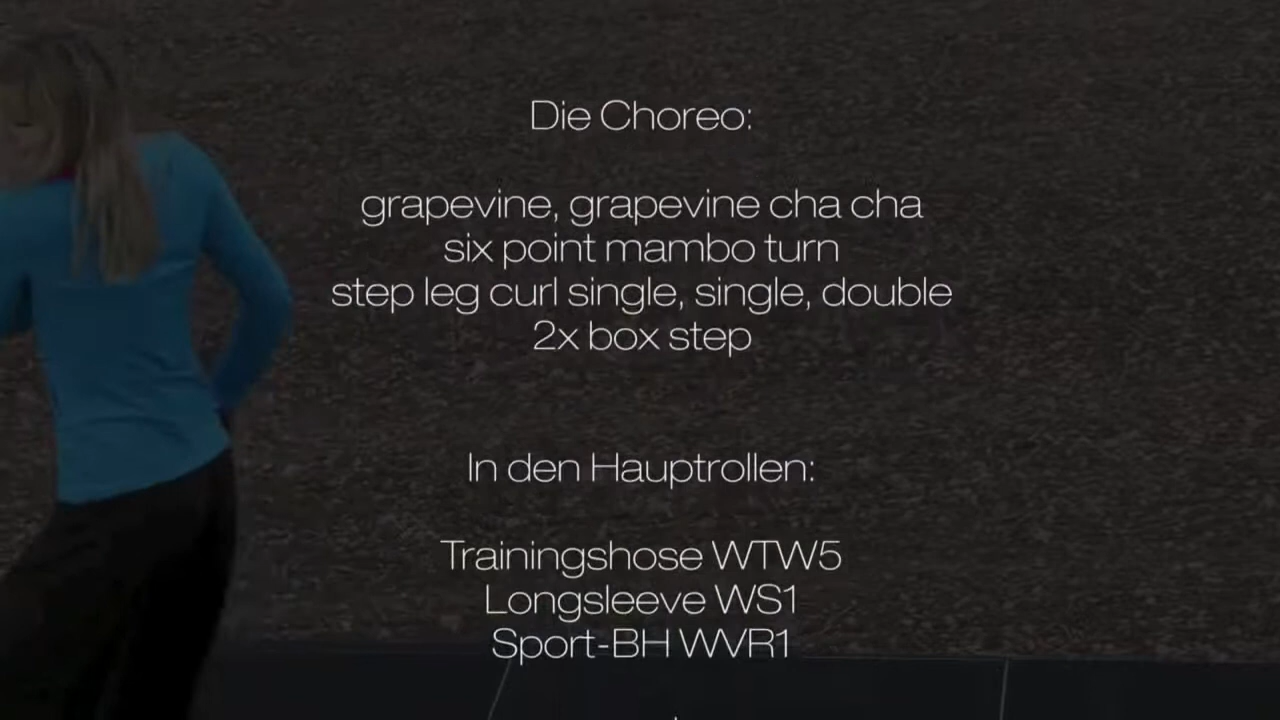 Die Choreo:
grapevine, grapevine cha cha
six point mambo turn
step leg curl single, single, double
2x box step
In den Hauptrollen:
Trainingshose WTW5
Longsleeve WS1
Sport-BH WVR1